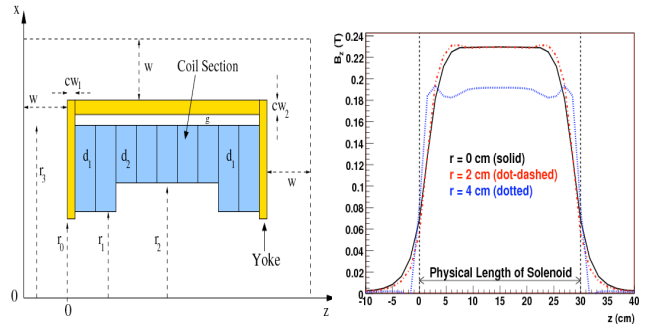 x
w
cw₁
Coil Section
w
cw₂
g
d₁
d₂
d₁
w
r₃
r₀
r₁
r₂
Yoke
0
0
z
B_z (T)
0.24
0.22
0.2
0.18
0.16
0.14
0.12
0.1
0.08
0.06
0.04
0.02
0
r = 0 cm (solid)
r = 2 cm (dot-dashed)
r = 4 cm (dotted)
Physical Length of Solenoid
-10 -5 0 5 10 15 20 25 30 35 40
z (cm)